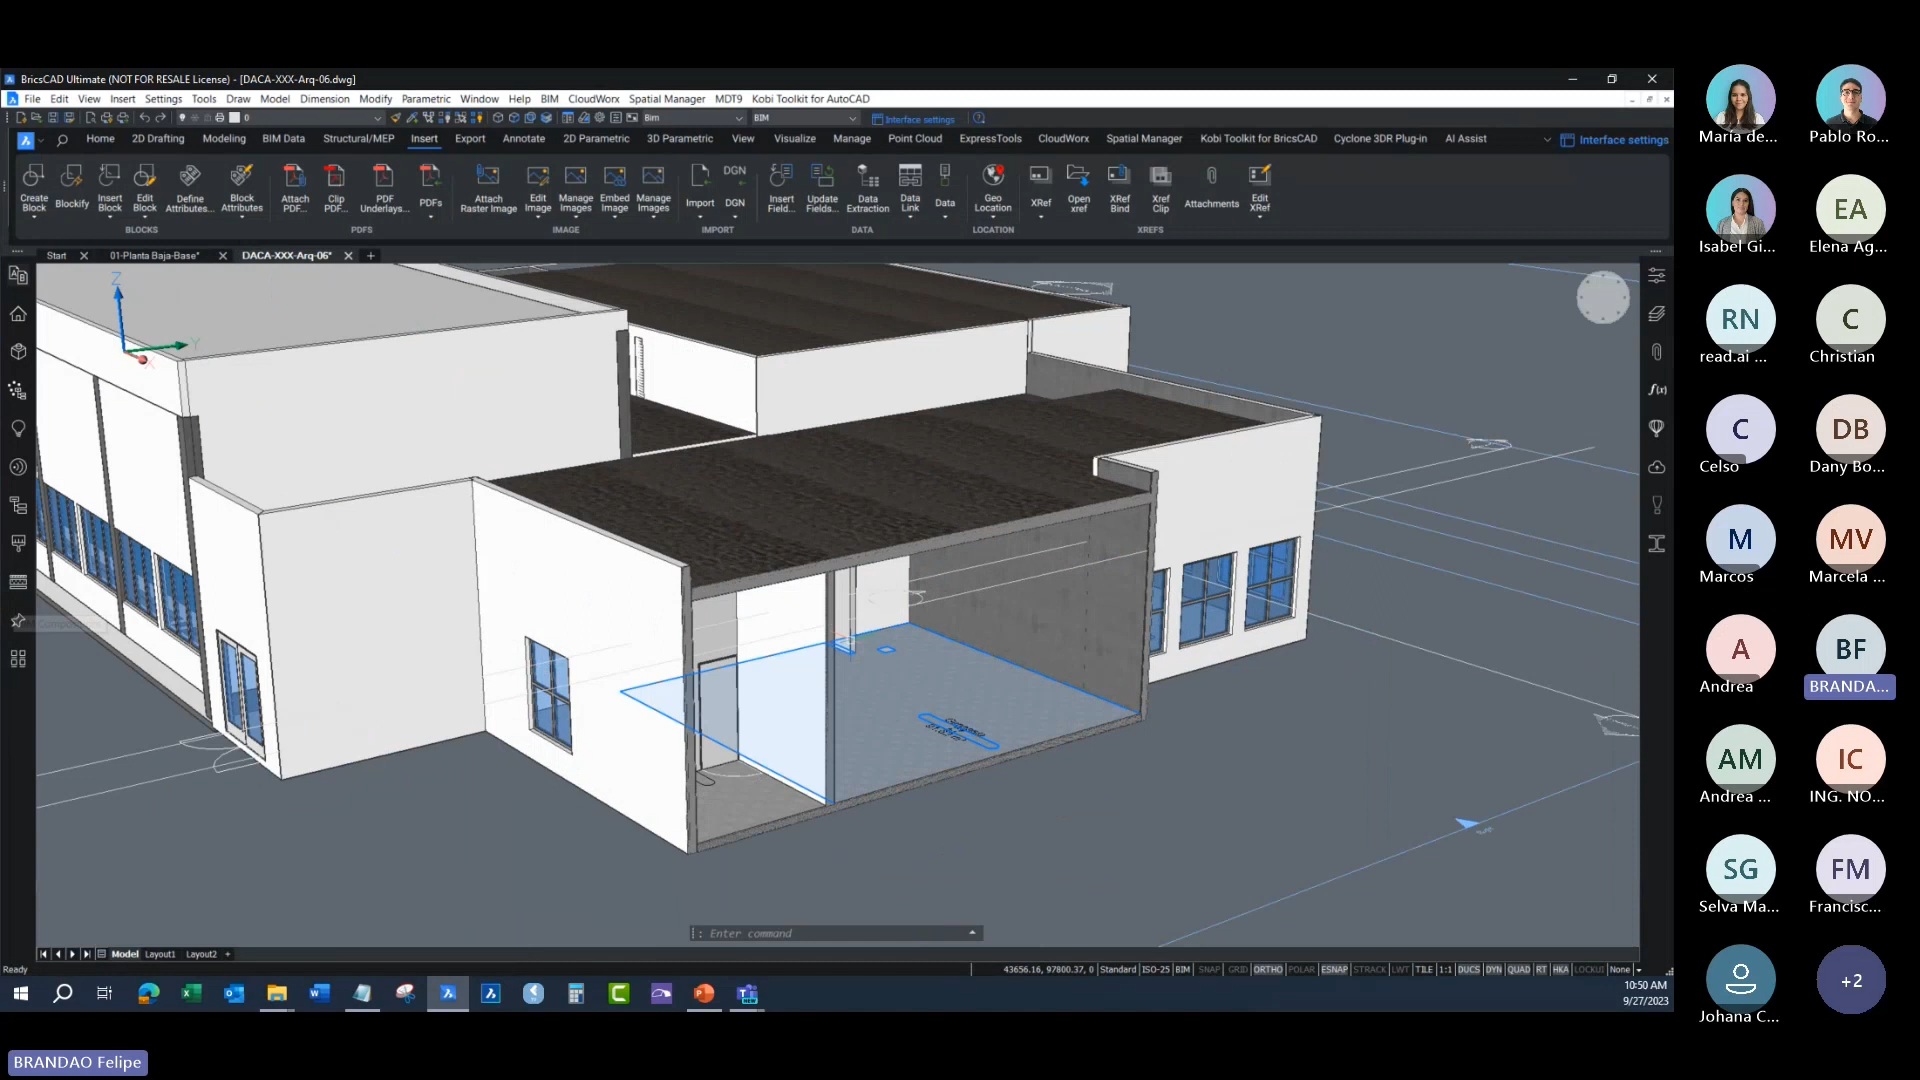 BricsCAD Ultimate (NOT FOR RESALE License) - [DACA-XXX-Arq-06.dwg]
File Edit View Insert Settings Tools Draw Model Dimension Modify Parametric Window Help BIM CloudWorx Spatial Manager MDT9 Kobi Toolkit for AutoCAD
0 Bim BIM Interface settings
Home 2D Drafting Modeling BIM Data Structural/MEP Insert Export Annotate 2D Parametric 3D Parametric View Visualize Manage Point Cloud ExpressTools CloudWorx Spatial Manager Kobi Toolkit for BricsCAD Cyclone 3DR Plug-in AI Assist Interface settings
Create Block Blockify Insert Block Edit Block Define Attributes... Block Attributes Attach PDF... Clip PDF... PDF Underlays... PDFs Attach Raster Image Edit Image Manage Images Embed Image Manage Images Import DGN DGN Insert Field... Update Fields... Data Extraction Data Link Data Geo Location XRef Open xref XRef Bind Xref Clip Attachments Edit XRef
BLOCKS PDFS IMAGE IMPORT DATA LOCATION XREFS
Start 01-Planta Baja-Base* DACA-XXX-Arq-06*
Z
Y
X
: Enter command
Model Layout1 Layout2 +
Ready 43656.16, 97800.37, 0 Standard ISO-25 BIM SNAP GRID ORTHO POLAR ESNAP STRACK LWT TILE 1:1 DUCS DYN QUAD RT HKA LOCKUI None
10:50 AM
9/27/2023
María de... Pablo Ro...
EA
Isabel Gi... Elena Ag...
RN C
read.ai ... Christian
C DB
Celso Dany Bo...
M MV
Marcos Marcela ...
A BF
Andrea BRANDA...
AM IC
Andrea ... ING. NO...
SG FM
Selva Ma... Francisc...
+2
Johana C...
BRANDAO Felipe